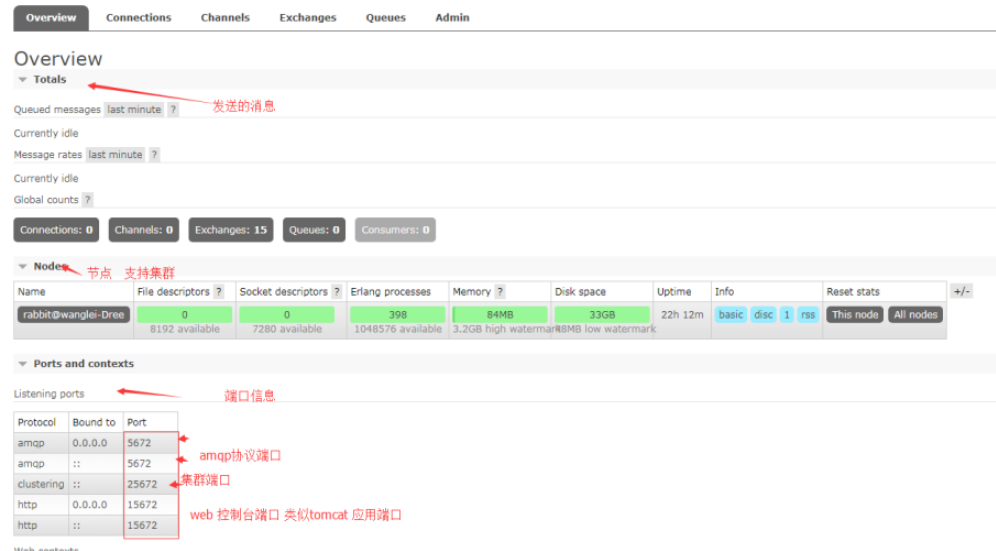 Overview Connections Channels Exchanges Queues Admin
Overview
Totals
发送的消息
Queued messages last minute ?
Currently idle
Message rates last minute ?
Currently idle
Global counts ?
Connections: 0 Channels: 0 Exchanges: 15 Queues: 0 Consumers: 0
Nodes
节点 支持集群
Name File descriptors ? Socket descriptors ? Erlang processes Memory ? Disk space Uptime Info Reset stats +/-
rabbit@wanglei-Dree 0 0 398 84MB 33GB 22h 12m basic disc 1 rss This node All nodes
8192 available 7280 available 1048576 available 3.2GB high watermark 48MB low watermark
Ports and contexts
Listening ports
端口信息
Protocol Bound to Port
amqp 0.0.0.0 5672
amqp协议端口
amqp :: 5672
clustering :: 25672 集群端口
http 0.0.0.0 15672
web 控制台端口 类似tomcat 应用端口
http :: 15672
Web contexts